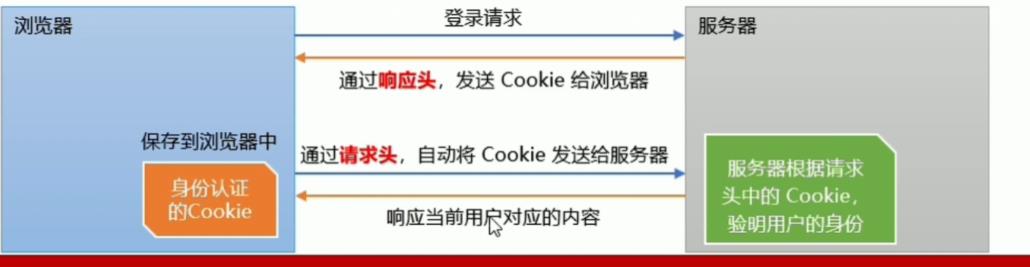 浏览器
登录请求
服务器
通过响应头，发送 Cookie 给浏览器
保存到浏览器中
通过请求头，自动将 Cookie 发送给服务器
身份认证
的Cookie
服务器根据请求
头中的 Cookie，
验明用户的身份
响应当前用户对应的内容